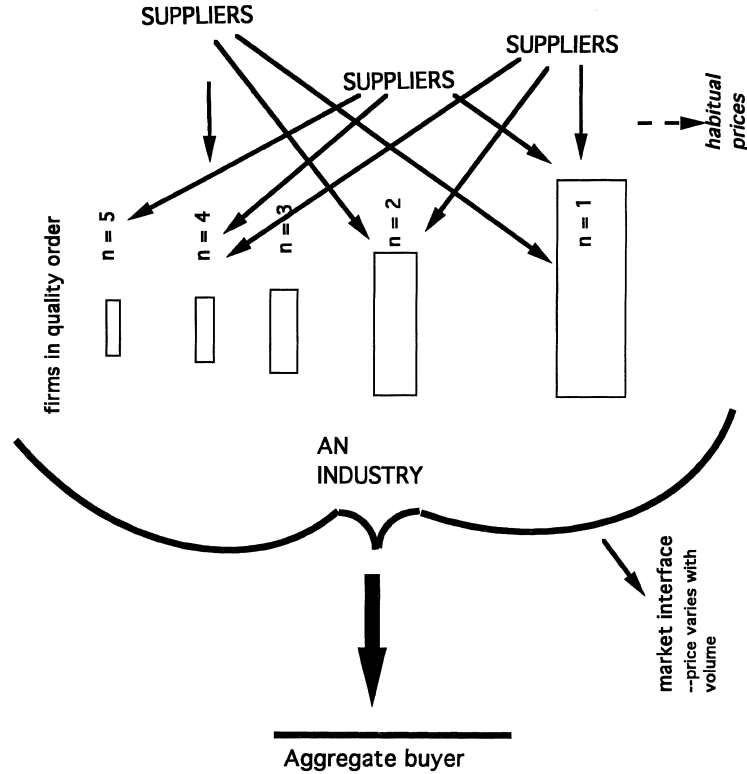 SUPPLIERS
SUPPLIERS
SUPPLIERS
habitual
prices
firms in quality order
n = 5
n = 4
n = 3
n = 2
n = 1
AN
INDUSTRY
market interface
--price varies with
volume
Aggregate buyer